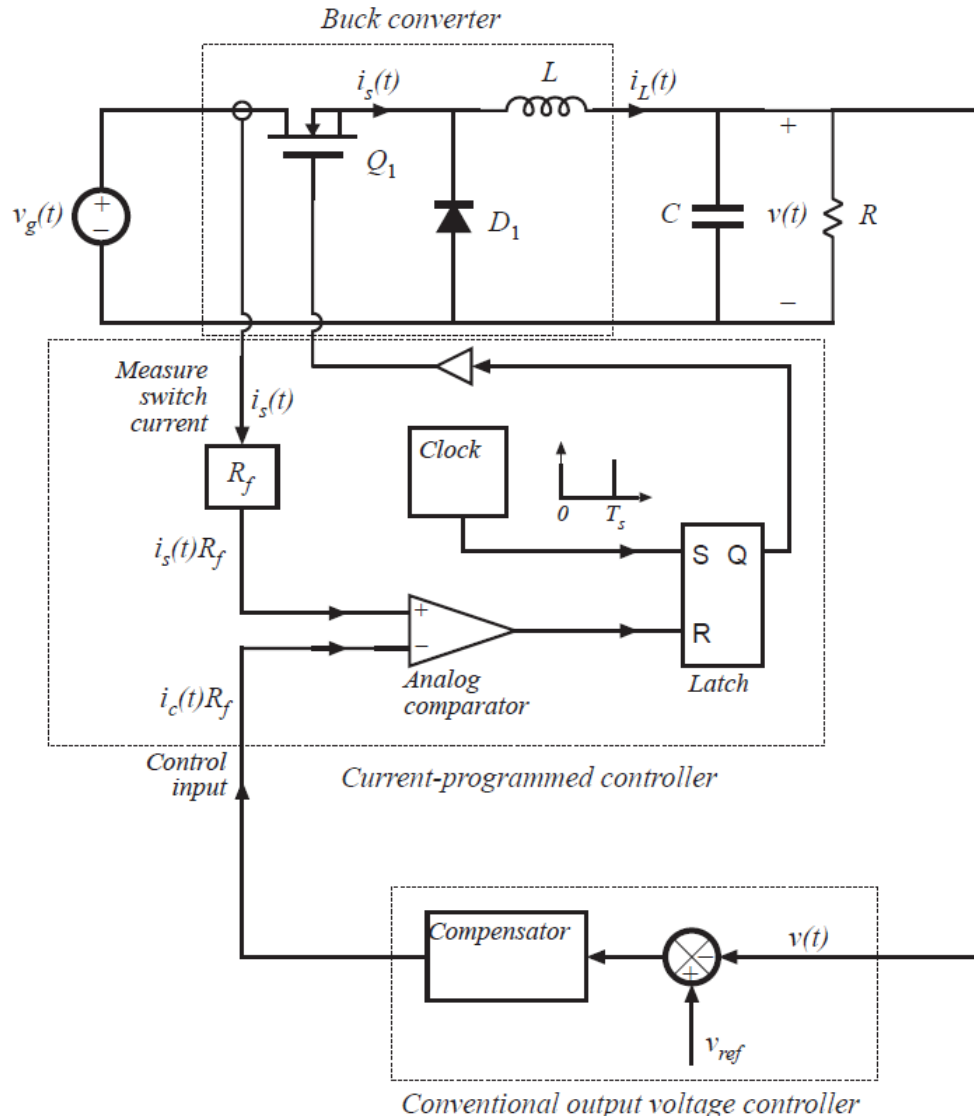 Buck converter
i_s(t)
L
i_L(t)
+
Q_1
v_g(t)
+
−
D_1
C
v(t)
R
−
Measure
switch
current
i_s(t)
Clock
R_f
0
T_s
i_s(t)R_f
S Q
+
−
R
Analog
comparator
Latch
i_c(t)R_f
Control
input
Current-programmed controller
Compensator
−
+
v(t)
v_ref
Conventional output voltage controller